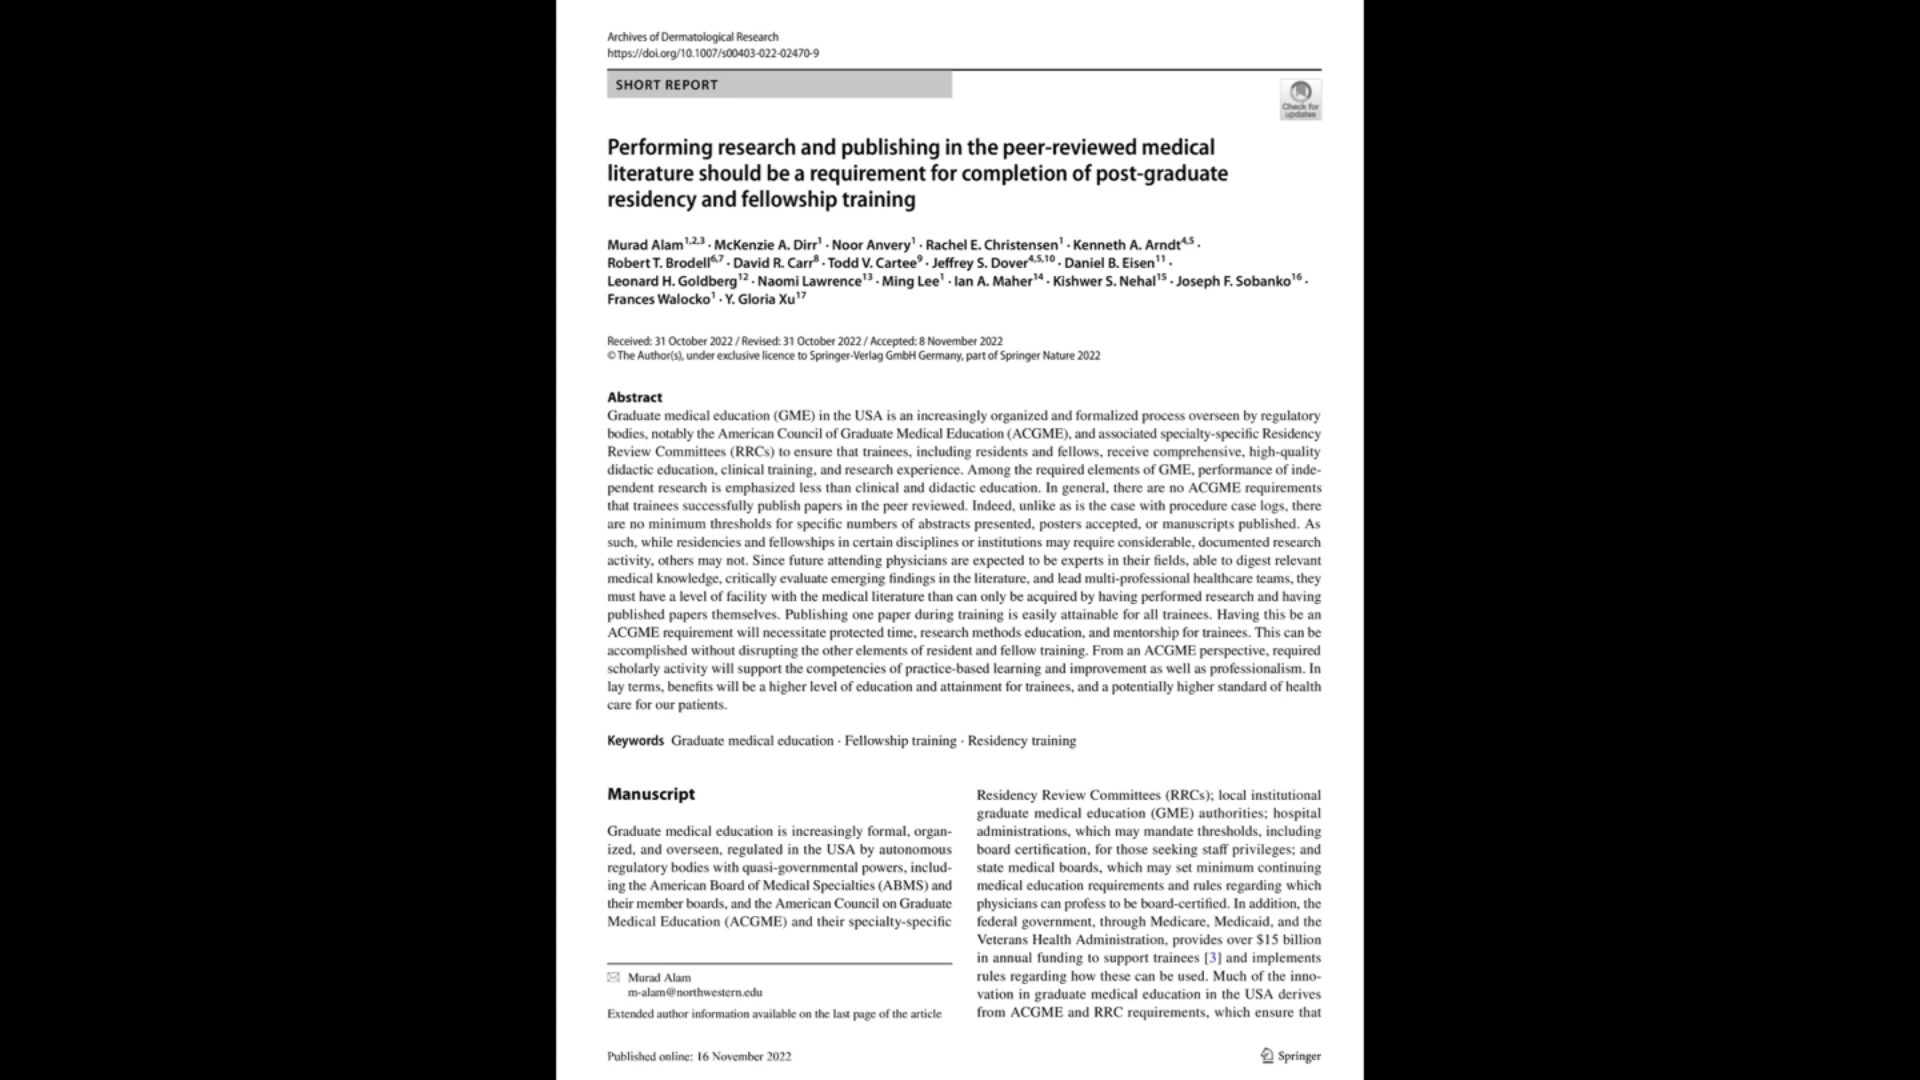 Archives of Dermatological Research
https://doi.org/10.1007/s00403-022-02470-9
SHORT REPORT
Check for
updates
Performing research and publishing in the peer-reviewed medical
literature should be a requirement for completion of post-graduate
residency and fellowship training
Murad Alam1,2,3 · McKenzie A. Dirr1 · Noor Anvery1 · Rachel E. Christensen1 · Kenneth A. Arndt4,5 ·
Robert T. Brodell6,7 · David R. Carr8 · Todd V. Cartee9 · Jeffrey S. Dover4,5,10 · Daniel B. Eisen11 ·
Leonard H. Goldberg12 · Naomi Lawrence13 · Ming Lee1 · Ian A. Maher14 · Kishwer S. Nehal15 · Joseph F. Sobanko16 ·
Frances Walocko1 · Y. Gloria Xu17
Received: 31 October 2022 / Revised: 31 October 2022 / Accepted: 8 November 2022
© The Author(s), under exclusive licence to Springer-Verlag GmbH Germany, part of Springer Nature 2022
Abstract
Graduate medical education (GME) in the USA is an increasingly organized and formalized process overseen by regulatory
bodies, notably the American Council of Graduate Medical Education (ACGME), and associated specialty-specific Residency
Review Committees (RRCs) to ensure that trainees, including residents and fellows, receive comprehensive, high-quality
didactic education, clinical training, and research experience. Among the required elements of GME, performance of inde-
pendent research is emphasized less than clinical and didactic education. In general, there are no ACGME requirements
that trainees successfully publish papers in the peer reviewed. Indeed, unlike as is the case with procedure case logs, there
are no minimum thresholds for specific numbers of abstracts presented, posters accepted, or manuscripts published. As
such, while residencies and fellowships in certain disciplines or institutions may require considerable, documented research
activity, others may not. Since future attending physicians are expected to be experts in their fields, able to digest relevant
medical knowledge, critically evaluate emerging findings in the literature, and lead multi-professional healthcare teams, they
must have a level of facility with the medical literature than can only be acquired by having performed research and having
published papers themselves. Publishing one paper during training is easily attainable for all trainees. Having this be an
ACGME requirement will necessitate protected time, research methods education, and mentorship for trainees. This can be
accomplished without disrupting the other elements of resident and fellow training. From an ACGME perspective, required
scholarly activity will support the competencies of practice-based learning and improvement as well as professionalism. In
lay terms, benefits will be a higher level of education and attainment for trainees, and a potentially higher standard of health
care for our patients.
Keywords Graduate medical education · Fellowship training · Residency training
Manuscript
Graduate medical education is increasingly formal, organ-
ized, and overseen, regulated in the USA by autonomous
regulatory bodies with quasi-governmental powers, includ-
ing the American Board of Medical Specialties (ABMS) and
their member boards, and the American Council on Graduate
Medical Education (ACGME) and their specialty-specific
Murad Alam
m-alam@northwestern.edu
Extended author information available on the last page of the article
Residency Review Committees (RRCs); local institutional
graduate medical education (GME) authorities; hospital
administrations, which may mandate thresholds, including
board certification, for those seeking staff privileges; and
state medical boards, which may set minimum continuing
medical education requirements and rules regarding which
physicians can profess to be board-certified. In addition, the
federal government, through Medicare, Medicaid, and the
Veterans Health Administration, provides over $15 billion
in annual funding to support trainees [3] and implements
rules regarding how these can be used. Much of the inno-
vation in graduate medical education in the USA derives
from ACGME and RRC requirements, which ensure that
Published online: 16 November 2022
Springer